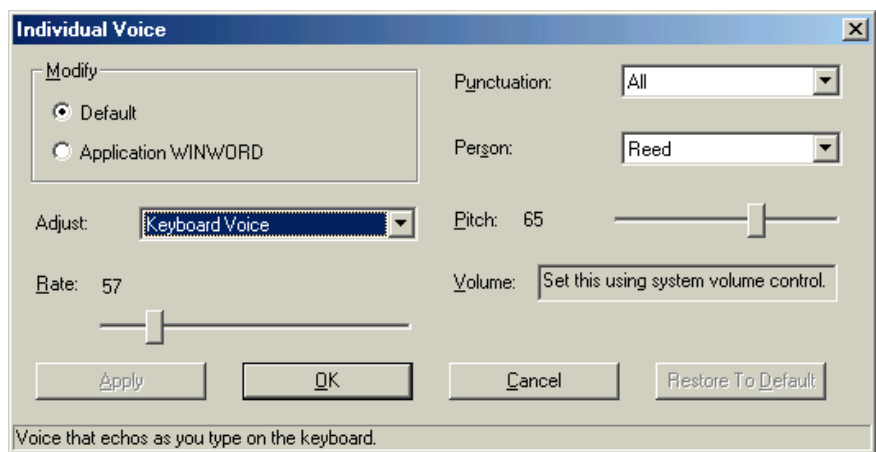 Individual Voice
Modify
Default
Application WINWORD
Adjust: Keyboard Voice
Rate: 57
Punctuation: All
Person: Reed
Pitch: 65
Volume: Set this using system volume control.
Apply OK Cancel Restore To Default
Voice that echos as you type on the keyboard.